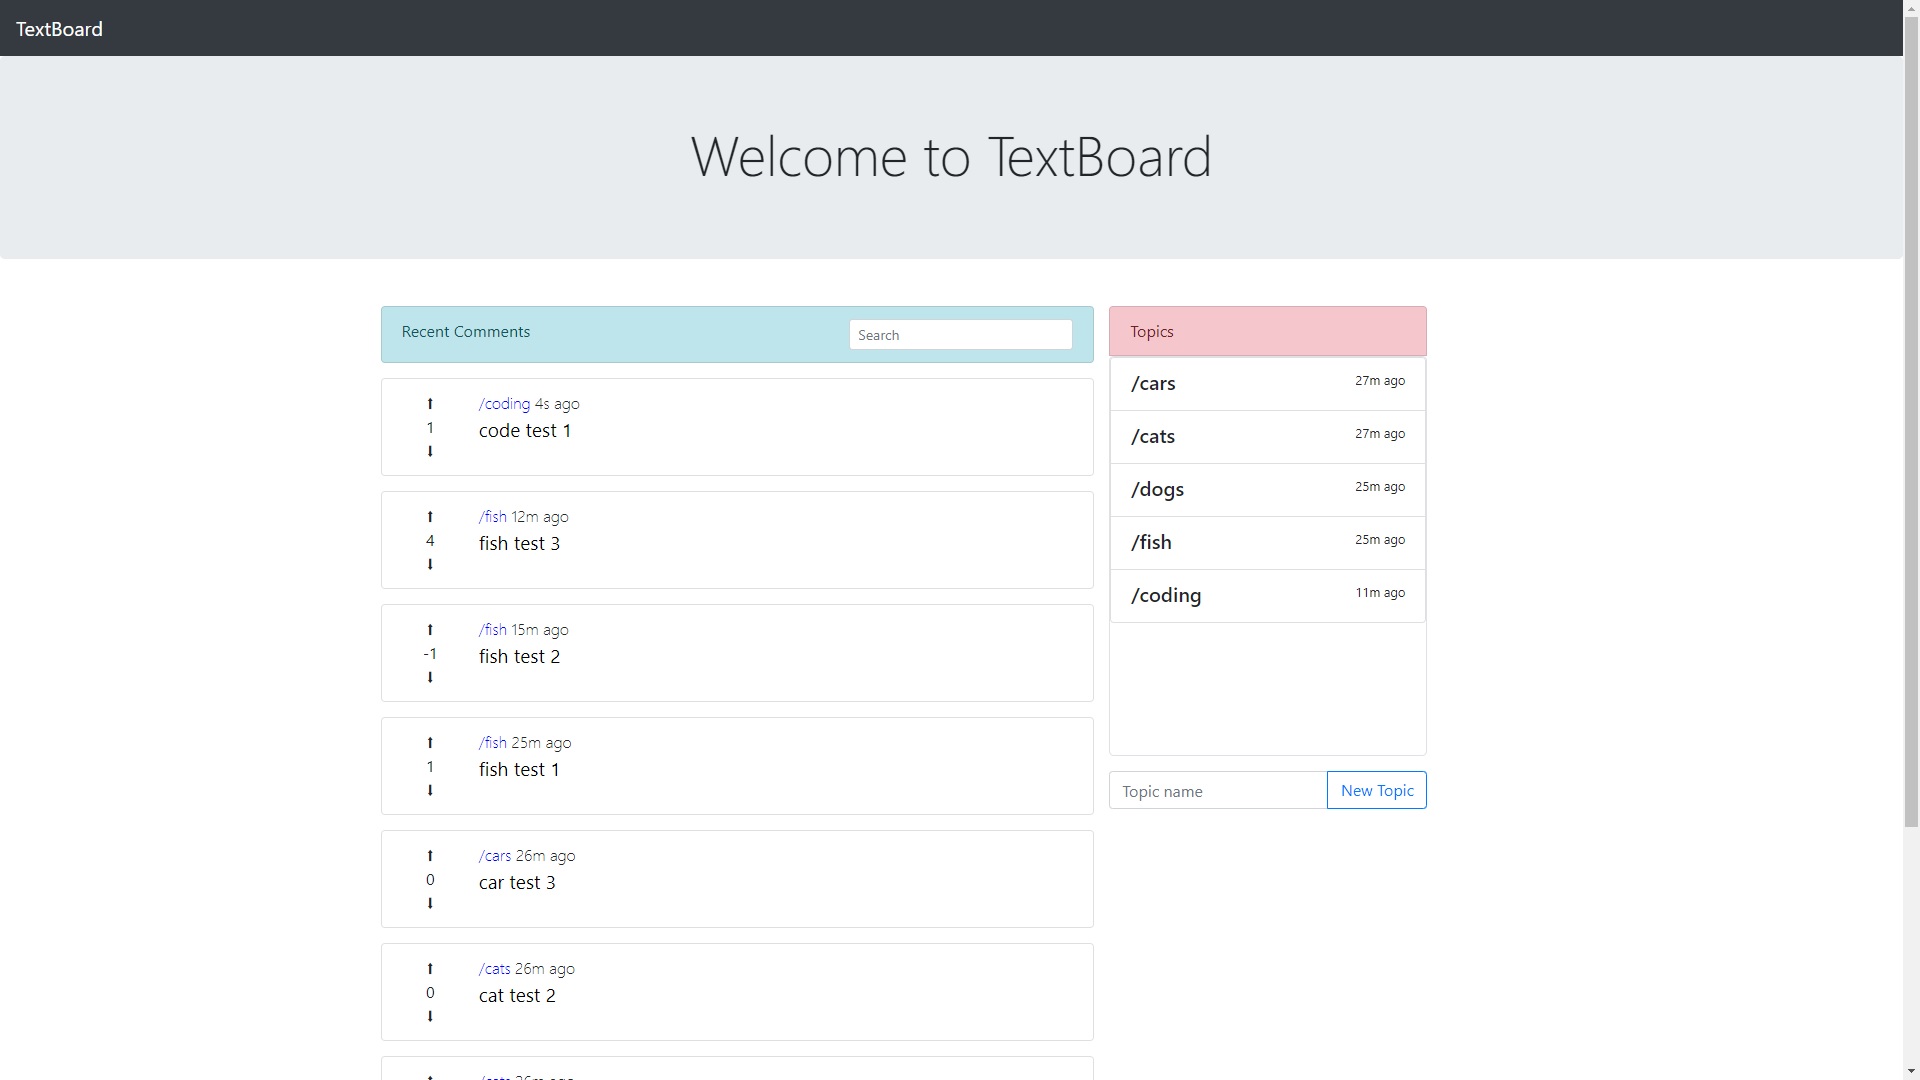 TextBoard
Welcome to TextBoard
Recent Comments
Search
1
/coding 4s ago
code test 1
4
/fish 12m ago
fish test 3
-1
/fish 15m ago
fish test 2
1
/fish 25m ago
fish test 1
0
/cars 26m ago
car test 3
0
/cats 26m ago
cat test 2
/cats 26m ago
Topics
/cars 27m ago
/cats 27m ago
/dogs 25m ago
/fish 25m ago
/coding 11m ago
Topic name
New Topic